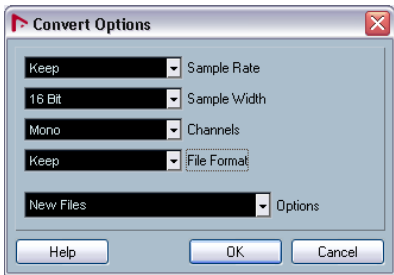 Convert Options
Keep Sample Rate
16 Bit Sample Width
Mono Channels
Keep File Format
New Files Options
Help OK Cancel